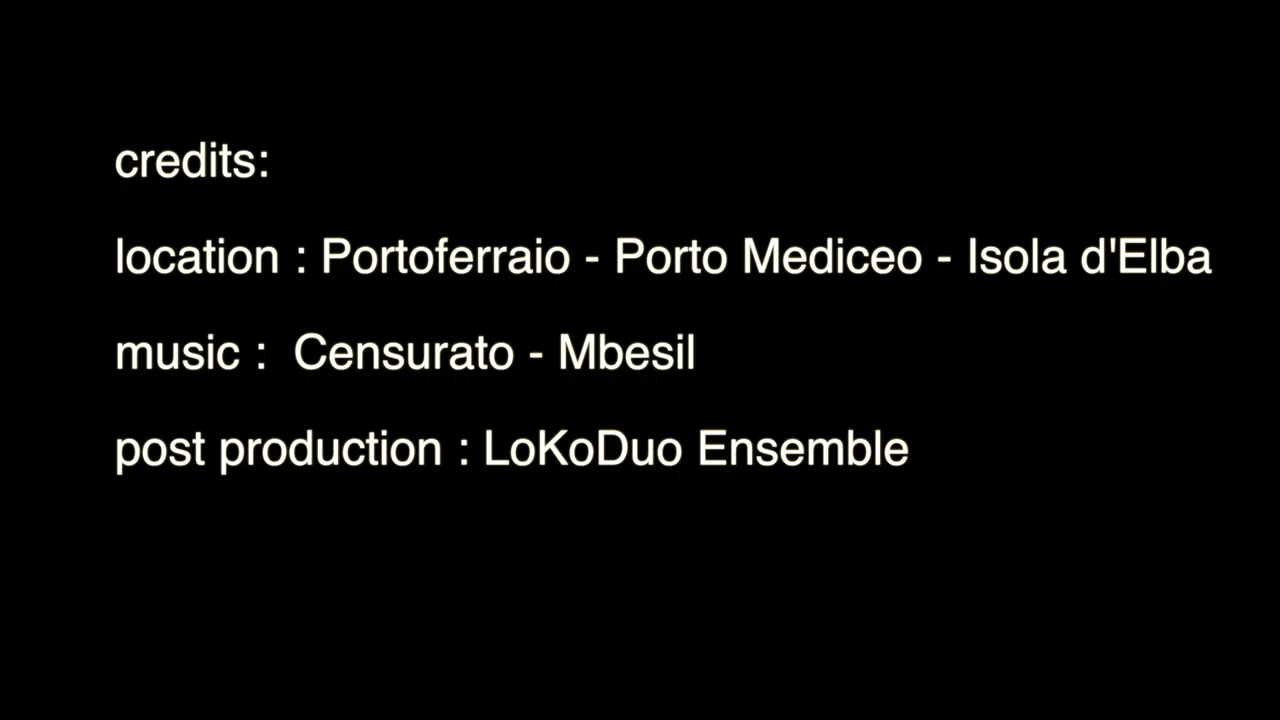 credits:
location : Portoferraio - Porto Mediceo - Isola d'Elba
music :  Censurato - Mbesil
post production : LoKoDuo Ensemble